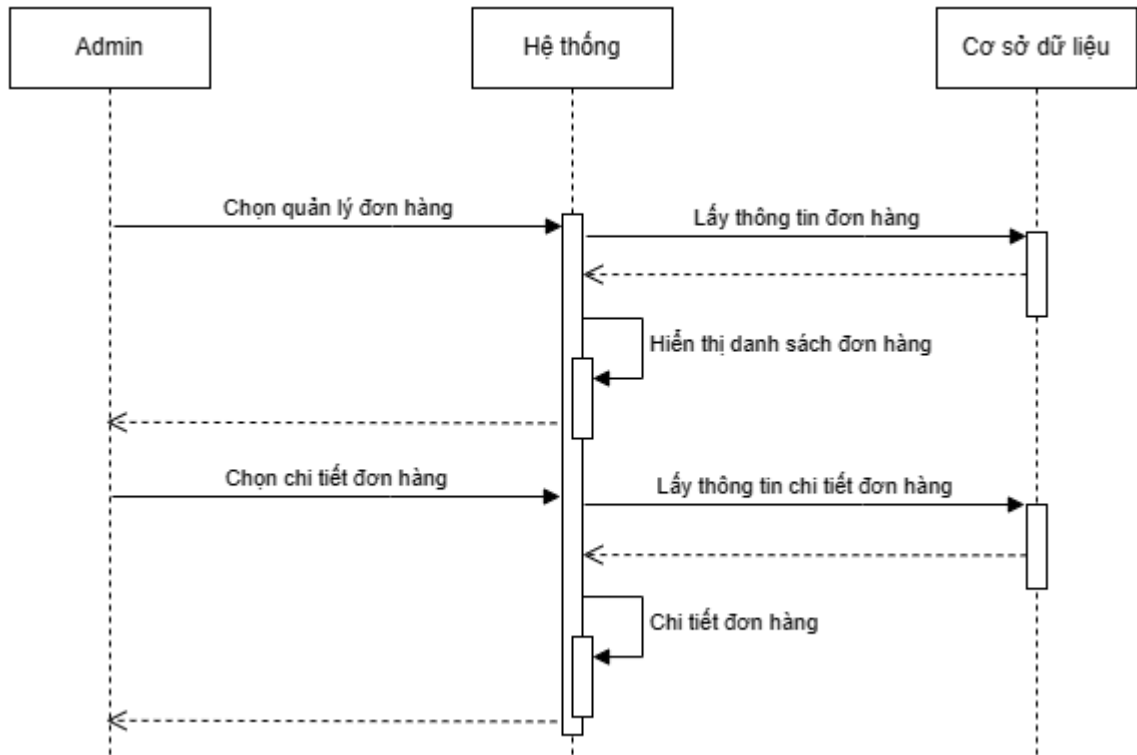 Admin
Hệ thống
Cơ sở dữ liệu
Chọn quản lý đơn hàng
Lấy thông tin đơn hàng
Hiển thị danh sách đơn hàng
Chọn chi tiết đơn hàng
Lấy thông tin chi tiết đơn hàng
Chi tiết đơn hàng